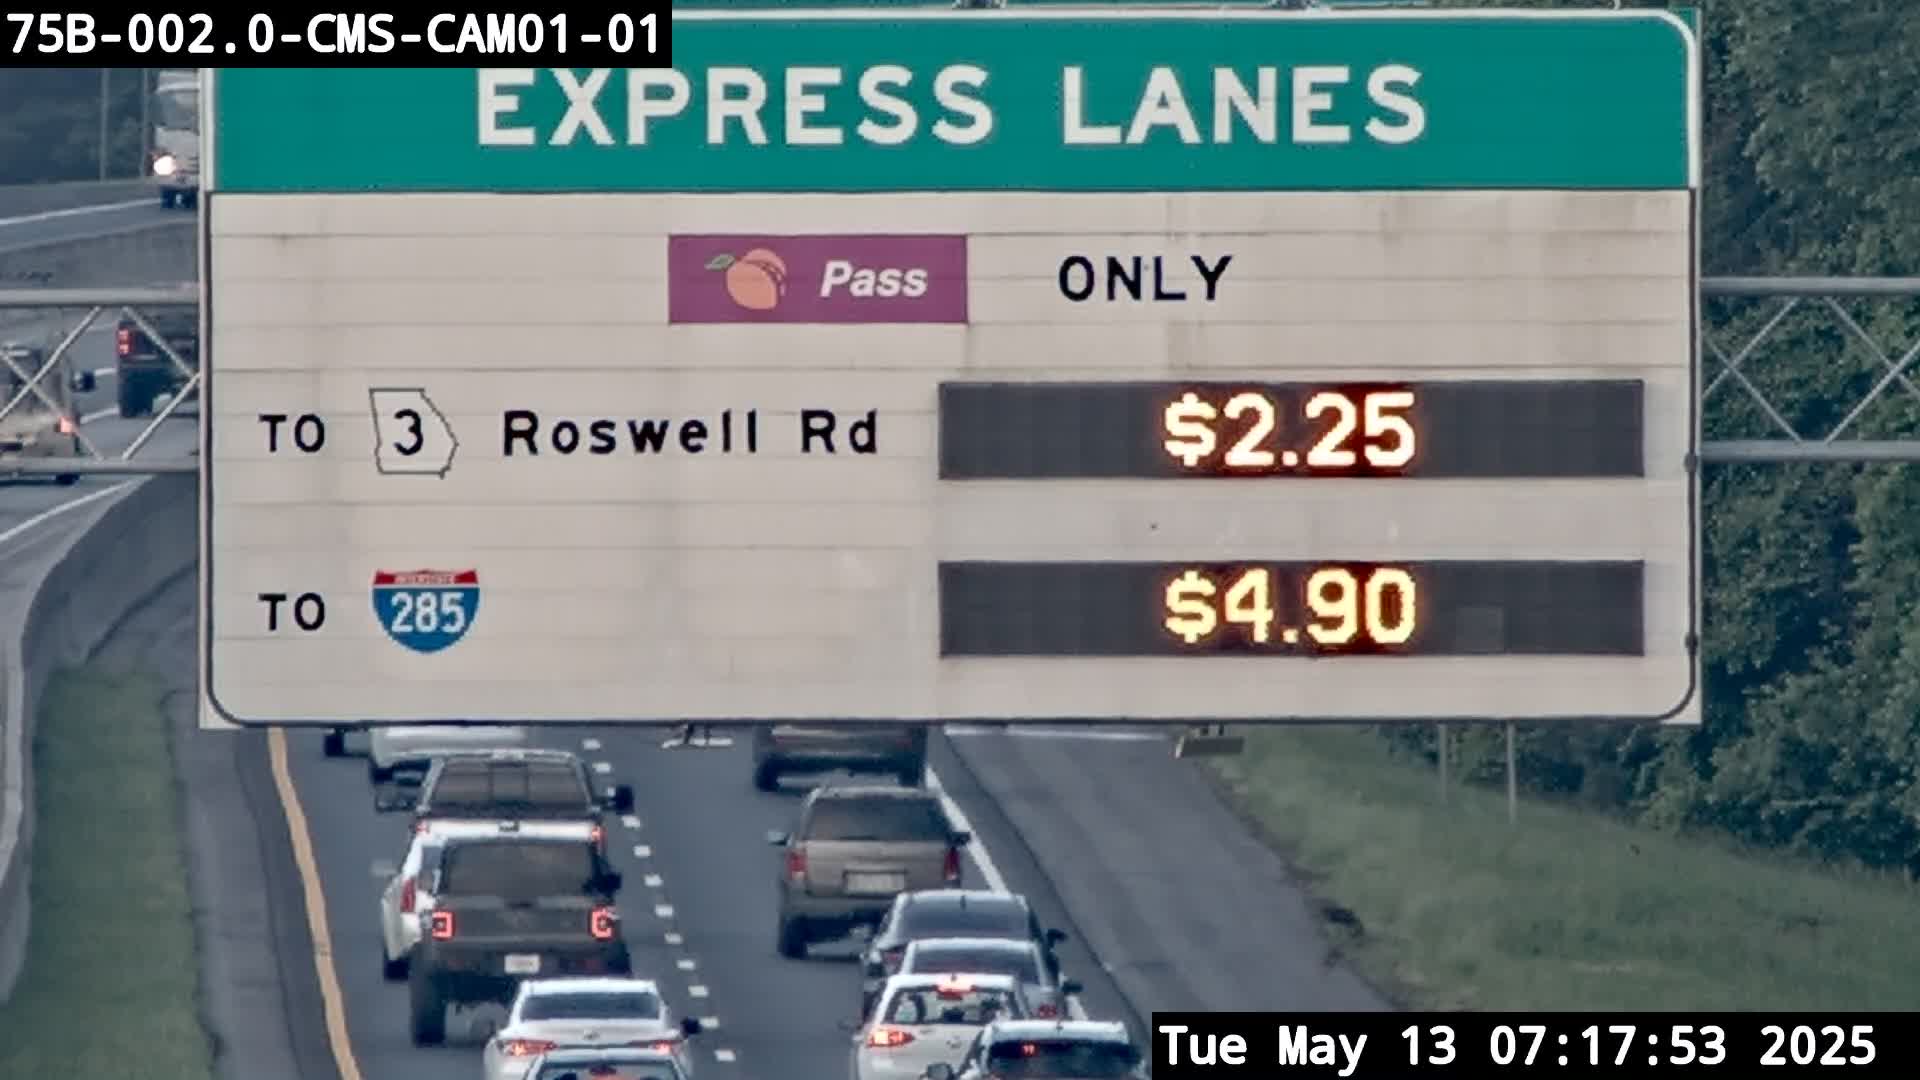 75B-002.0-CMS-CAM01-01
EXPRESS LANES
Pass ONLY
TO 3 Roswell Rd $2.25
TO 285 $4.90
Tue May 13 07:17:53 2025